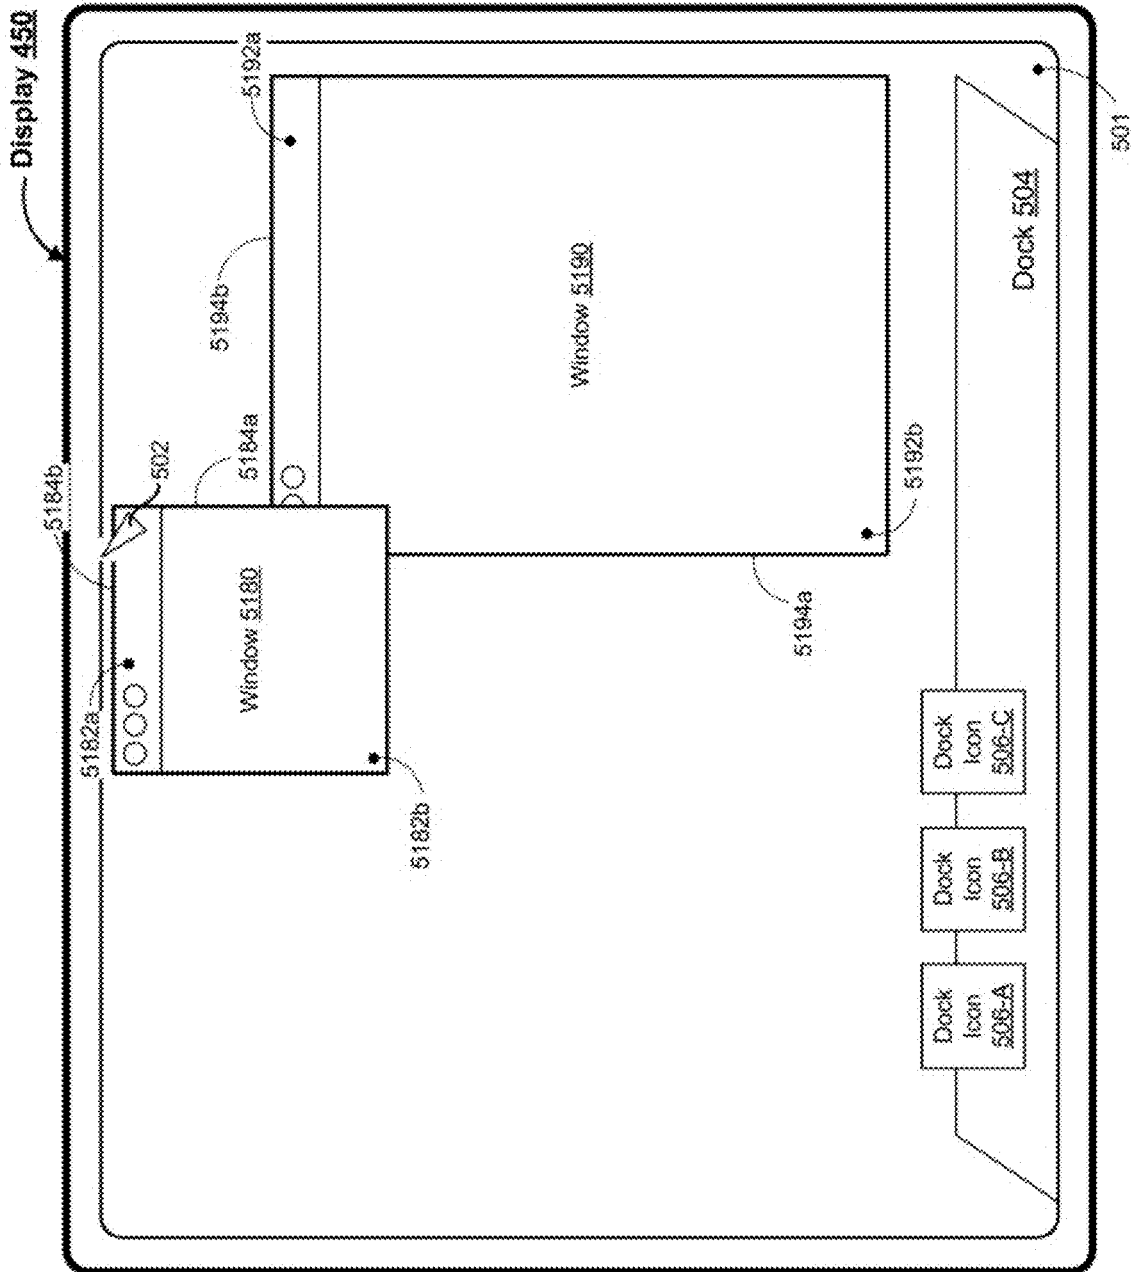 Display 450
5184b
5182a
502
5194b
Window 5180
5184a
5192a
5182b
Window 5190
5194a
5192b
Dock
Icon
506-A
Dock
Icon
506-B
Dock
Icon
506-C
Dock 504
501